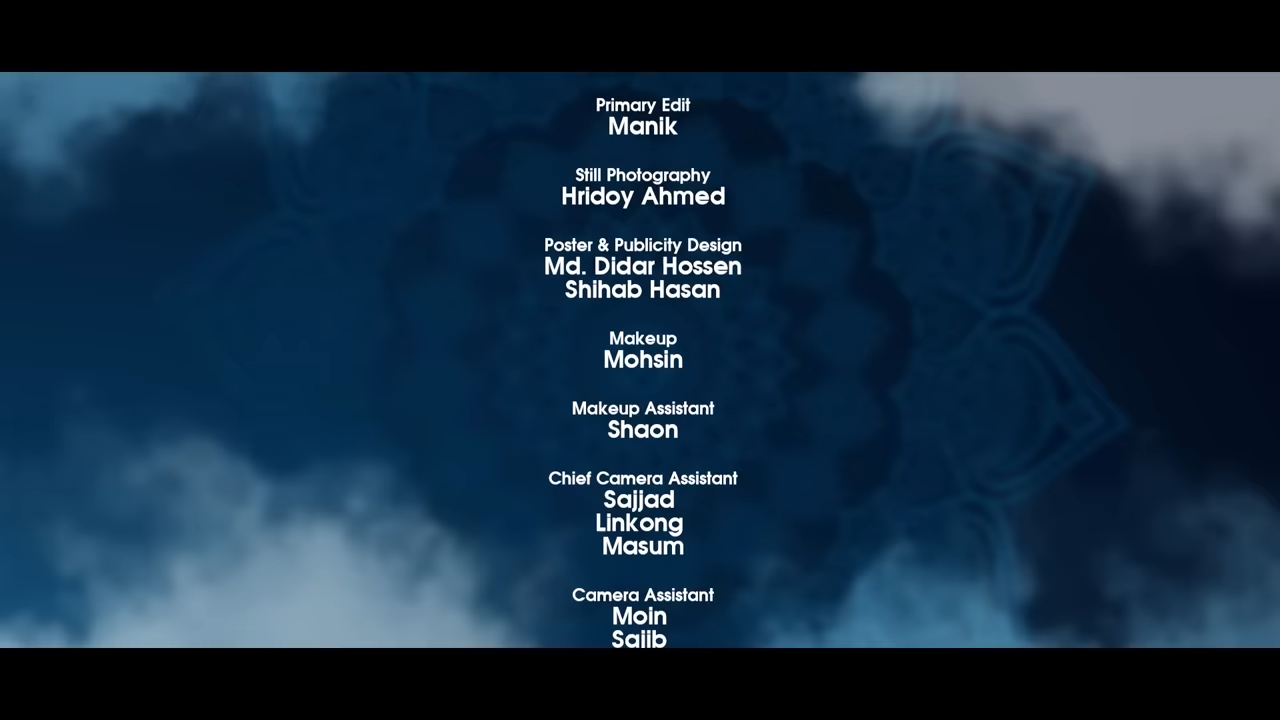 Primary Edit
Manik
Still Photography
Hridoy Ahmed
Poster & Publicity Design
Md. Didar Hossen
Shihab Hasan
Makeup
Mohsin
Makeup Assistant
Shaon
Chief Camera Assistant
Sajjad
Linkong
Masum
Camera Assistant
Moin
Sajib